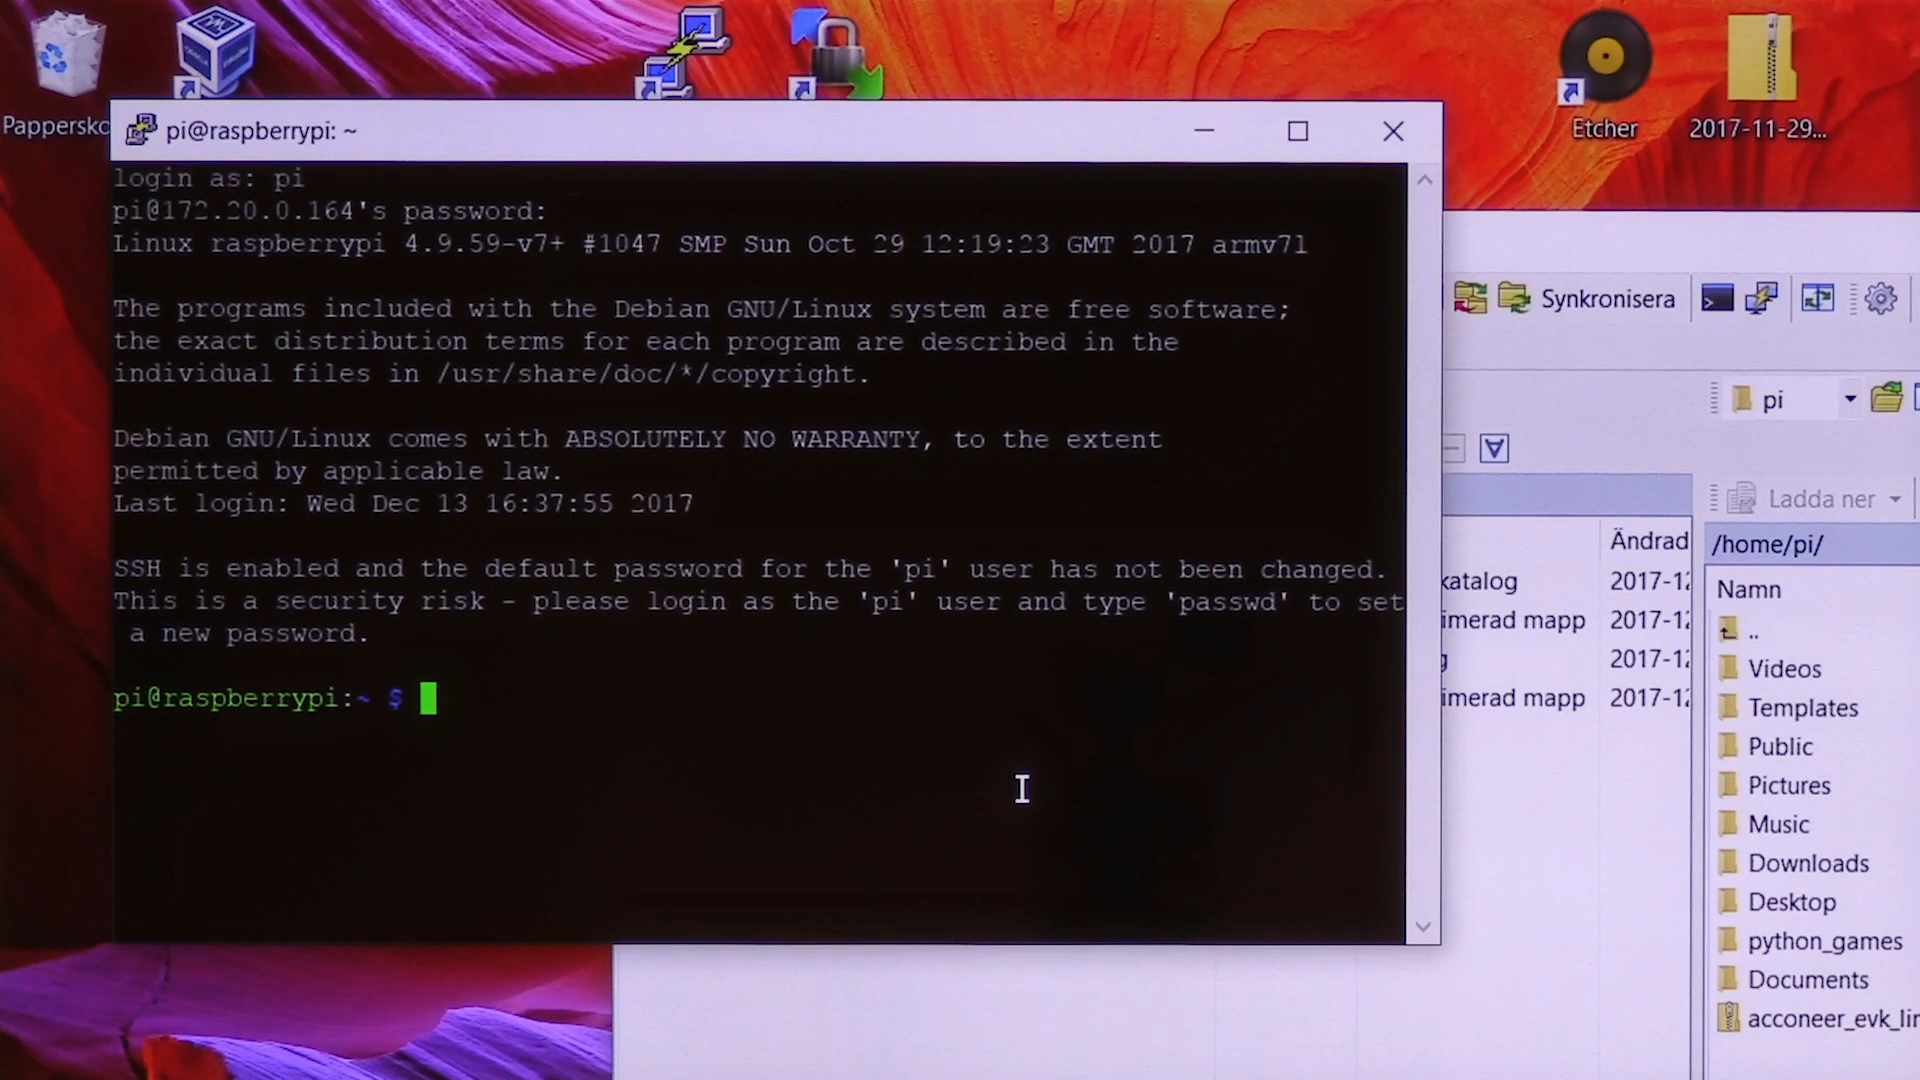 Pappersko
Etcher
2017-11-29...
pi@raspberrypi: ~
login as: pi
pi@172.20.0.164's password:
Linux raspberrypi 4.9.59-v7+ #1047 SMP Sun Oct 29 12:19:23 GMT 2017 armv7l
The programs included with the Debian GNU/Linux system are free software;
the exact distribution terms for each program are described in the
individual files in /usr/share/doc/*/copyright.
Debian GNU/Linux comes with ABSOLUTELY NO WARRANTY, to the extent
permitted by applicable law.
Last login: Wed Dec 13 16:37:55 2017
SSH is enabled and the default password for the 'pi' user has not been changed.
This is a security risk - please login as the 'pi' user and type 'passwd' to set
a new password.
pi@raspberrypi:~ $
Synkronisera
pi
Ladda ner
Ändrad
katalog 2017-12
imerad mapp 2017-12
g 2017-12
imerad mapp 2017-12
/home/pi/
Namn
..
Videos
Templates
Public
Pictures
Music
Downloads
Desktop
python_games
Documents
acconeer_evk_lin